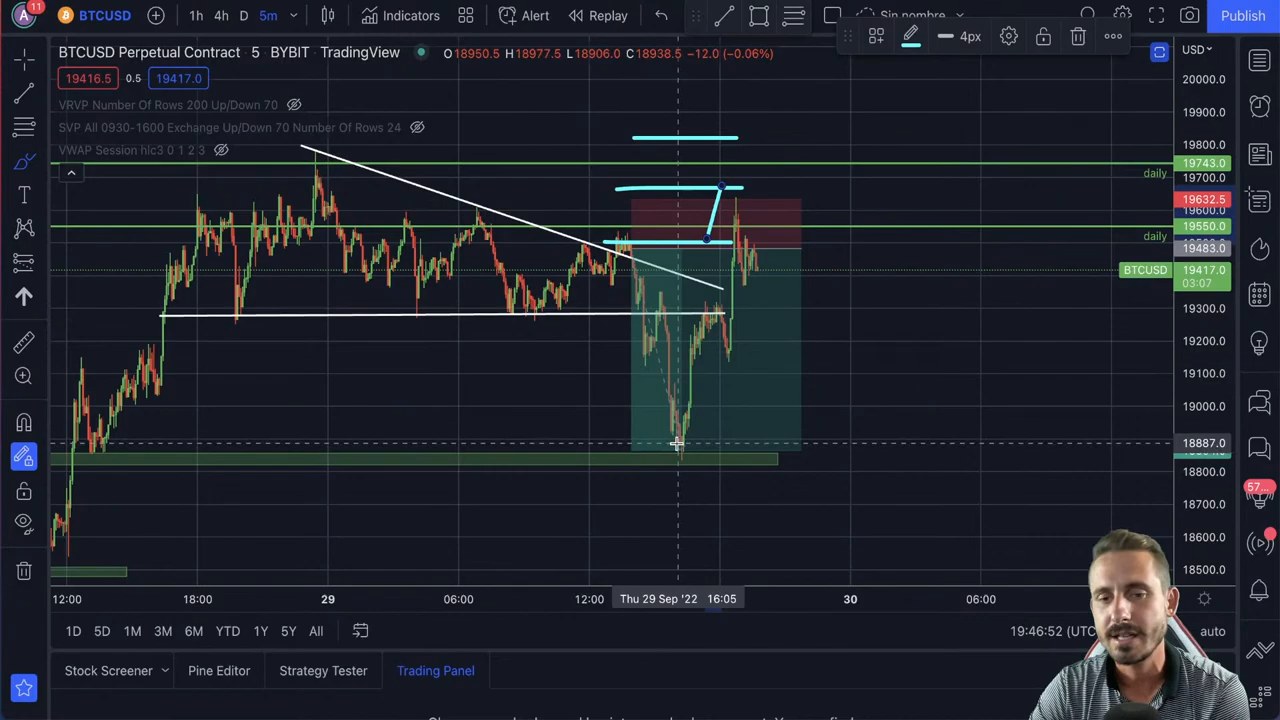 11
A
BTCUSD
1h 4h D 5m
Indicators
Alert
Replay
Sin nombre
Publish
4px
BTCUSD Perpetual Contract · 5 · BYBIT · TradingView
O18950.5 H18977.5 L18906.0 C18938.5 −12.0 (−0.06%)
USD
19416.5 0.5 19417.0
VRVP Number Of Rows 200 Up/Down 70
SVP All 0930-1600 Exchange Up/Down 70 Number Of Rows 24
VWAP Session hlc3 0 1 2 3
20000.0
19900.0
19800.0
19743.0
daily
19700.0
19632.5
19600.0
19550.0
daily
19483.0
BTCUSD 19417.0
03:07
19300.0
19200.0
19100.0
19000.0
18887.0
18800.0
18700.0
18600.0
18500.0
57...
12:00 18:00 29 06:00 12:00 Thu 29 Sep '22 16:05 30 06:00
1D 5D 1M 3M 6M YTD 1Y 5Y All
19:46:52 (UTC
auto
Stock Screener Pine Editor Strategy Tester Trading Panel